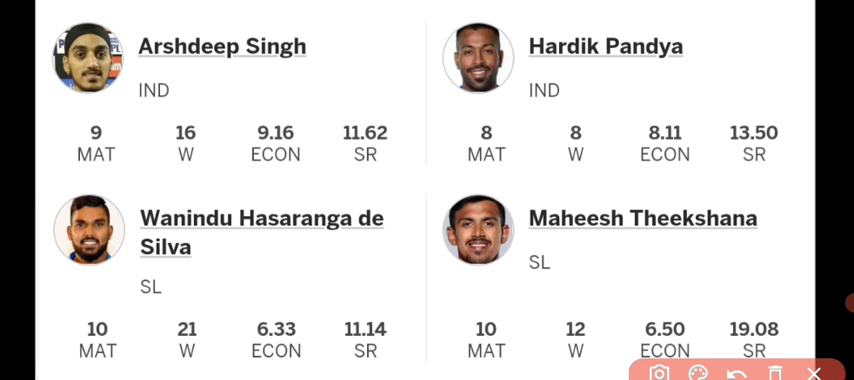 Arshdeep Singh
IND
9 16 9.16 11.62
MAT W ECON SR
Hardik Pandya
IND
8 8 8.11 13.50
MAT W ECON SR
Wanindu Hasaranga de
Silva
SL
10 21 6.33 11.14
MAT W ECON SR
Maheesh Theekshana
SL
10 12 6.50 19.08
MAT W ECON SR